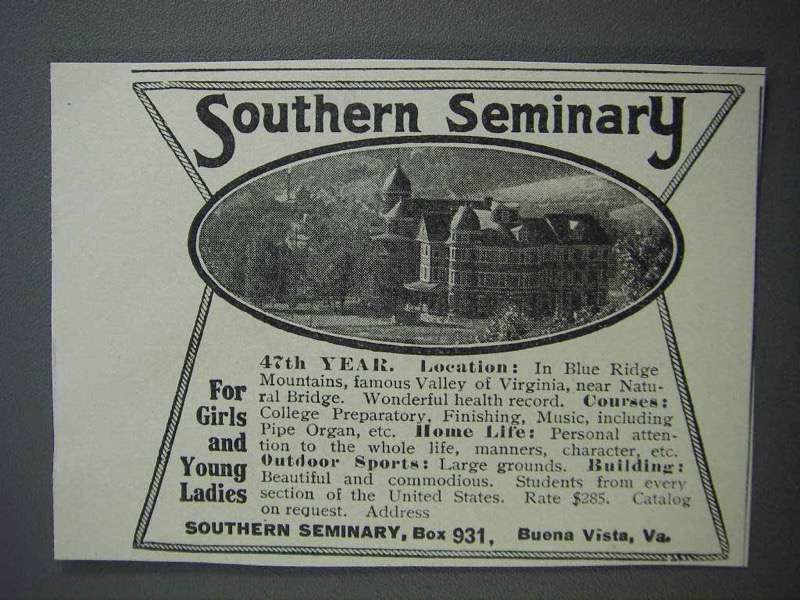 Southern Seminary
For
Girls
and
Young
Ladies
47th YEAR. Location: In Blue Ridge
Mountains, famous Valley of Virginia, near Natu-
ral Bridge. Wonderful health record. Courses:
College Preparatory, Finishing, Music, including
Pipe Organ, etc. Home Life: Personal atten-
tion to the whole life, manners, character, etc.
Outdoor Sports: Large grounds. Building:
Beautiful and commodious. Students from every
section of the United States. Rate $285. Catalog
on request. Address
SOUTHERN SEMINARY, Box 931, Buena Vista, Va.